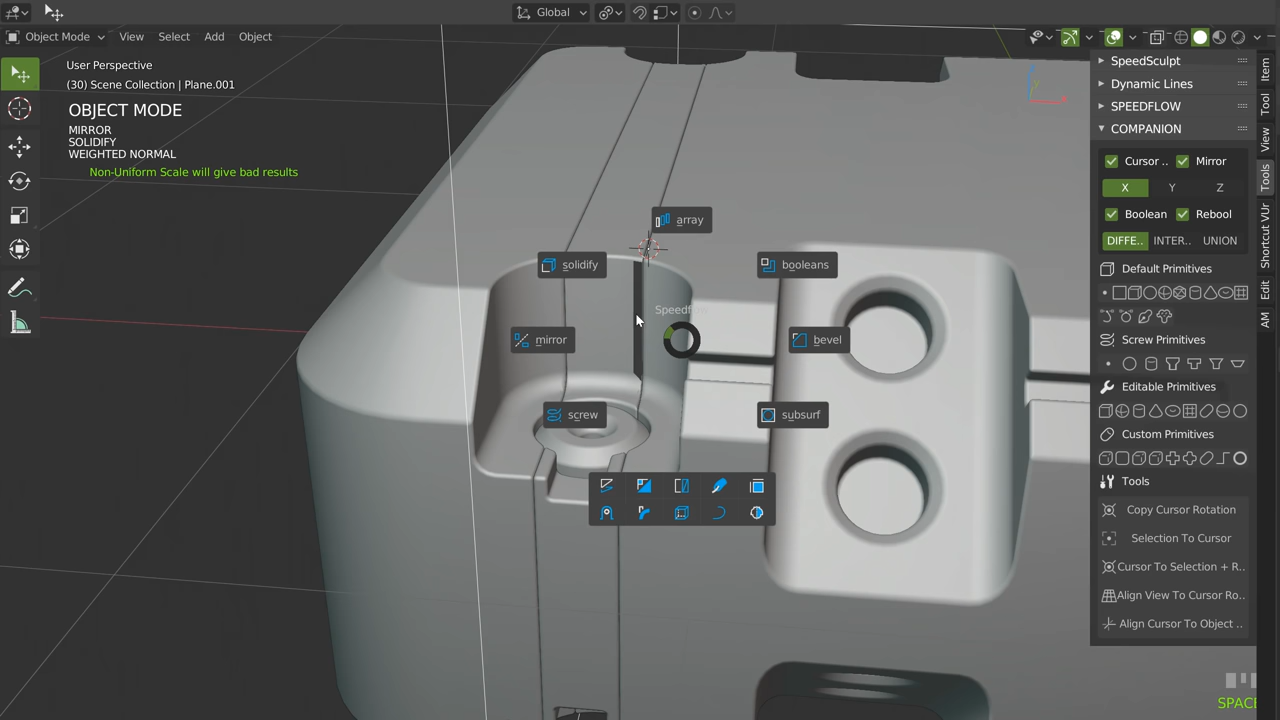 Global
Object Mode
View
Select
Add
Object
User Perspective
(30) Scene Collection | Plane.001
OBJECT MODE
MIRROR
SOLIDIFY
WEIGHTED NORMAL
Non-Uniform Scale will give bad results
array
solidify
booleans
mirror
bevel
screw
subsurf
SpeedSculpt
Dynamic Lines
SPEEDFLOW
COMPANION
Cursor ..
Mirror
X
Y
Z
Boolean
Rebool
DIFFE..
INTER..
UNION
Default Primitives
Screw Primitives
Editable Primitives
Custom Primitives
Tools
Copy Cursor Rotation
Selection To Cursor
Cursor To Selection + R..
Align View To Cursor Ro..
Align Cursor To Object ..
Item
Tool
View
Tools
Shortcut VUr
Edit
AM
X
Y
SPACE